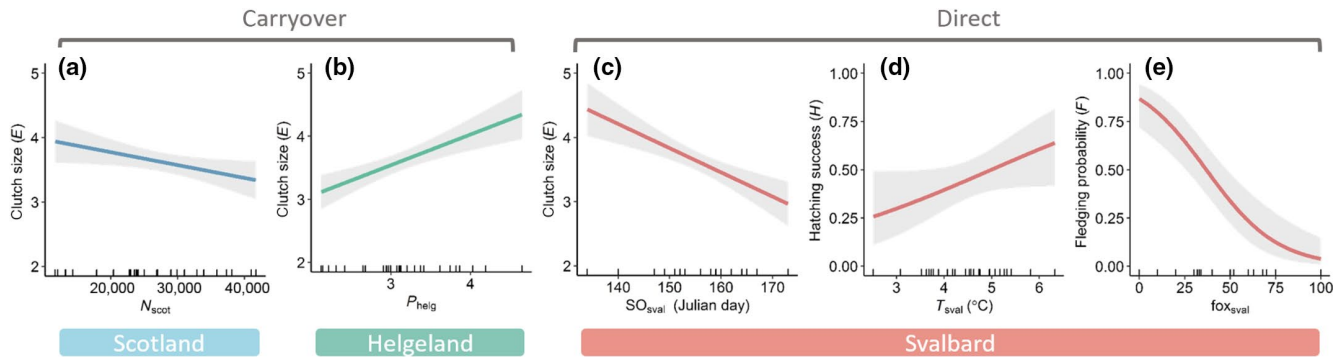 Carryover
Direct
(a)
(b)
(c)
(d)
(e)
Clutch size (E)
5
4
3
2
20,000
30,000
40,000
N_scot
Clutch size (E)
5
4
3
2
3
4
P_helg
Clutch size (E)
5
4
3
2
140
150
160
170
SO_sval (Julian day)
Hatching success (H)
1.00
0.75
0.50
0.25
0.00
3
4
5
6
T_sval (°C)
Fledging probability (F)
1.00
0.75
0.50
0.25
0.00
0
25
50
75
100
fox_sval
Scotland
Helgeland
Svalbard